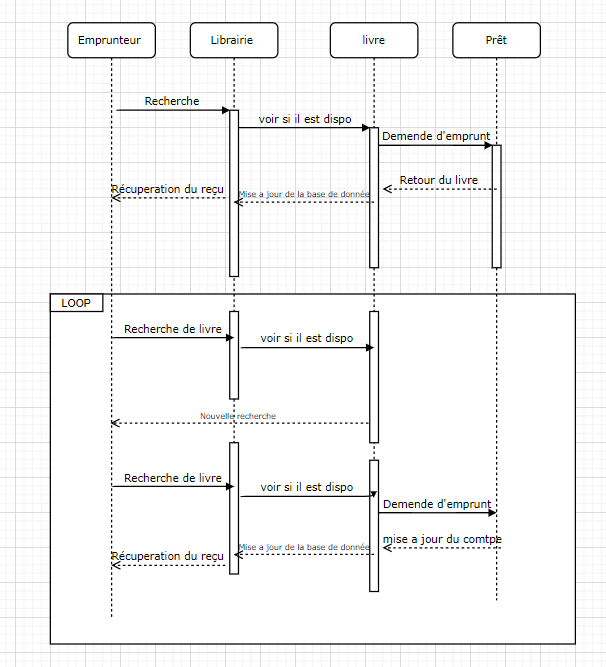 Emprunteur
Librairie
livre
Prêt
Recherche
voir si il est dispo
Demende d'emprunt
Retour du livre
Récuperation du reçu
Mise a jour de la base de donnée
LOOP
Recherche de livre
voir si il est dispo
Nouvelle recherche
Recherche de livre
voir si il est dispo
Demende d'emprunt
mise a jour du comtpe
Mise a jour de la base de donnée
Récuperation du reçu